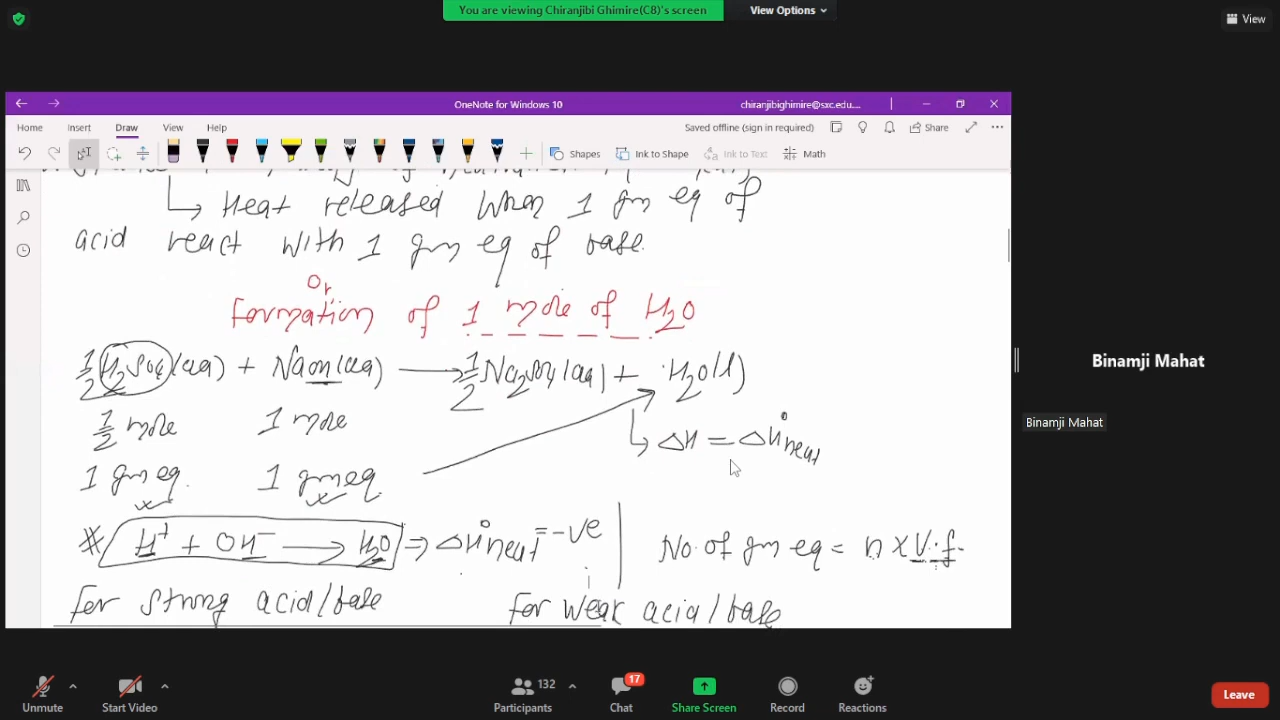 You are viewing Chiranjibi Ghimire(C8)'s screen
View Options
View
OneNote for Windows 10
chiranjibighimire@sxc.edu....
Home Insert Draw View Help
Saved offline (sign in required)
Share
Shapes
Ink to Shape
Ink to Text
Math
Heat released when 1 gm eq of
acid react with 1 gm eq of base.
Or,
Formation of 1 mole of H2O
1/2 H2SO4(aq) + NaOH(aq) → 1/2 Na2SO4(aq) + H2O(l)
1/2 mole 1 mole
ΔH = ΔH°neut
1 gm eq. 1 gm eq.
* H+ + OH- → H2O ⇒ ΔH°neut = -ve
No. of gm eq = n × V.f.
for strong acid/base
for weak acid/base
Binamji Mahat
Binamji Mahat
Unmute
Start Video
132
Participants
17
Chat
Share Screen
Record
Reactions
Leave